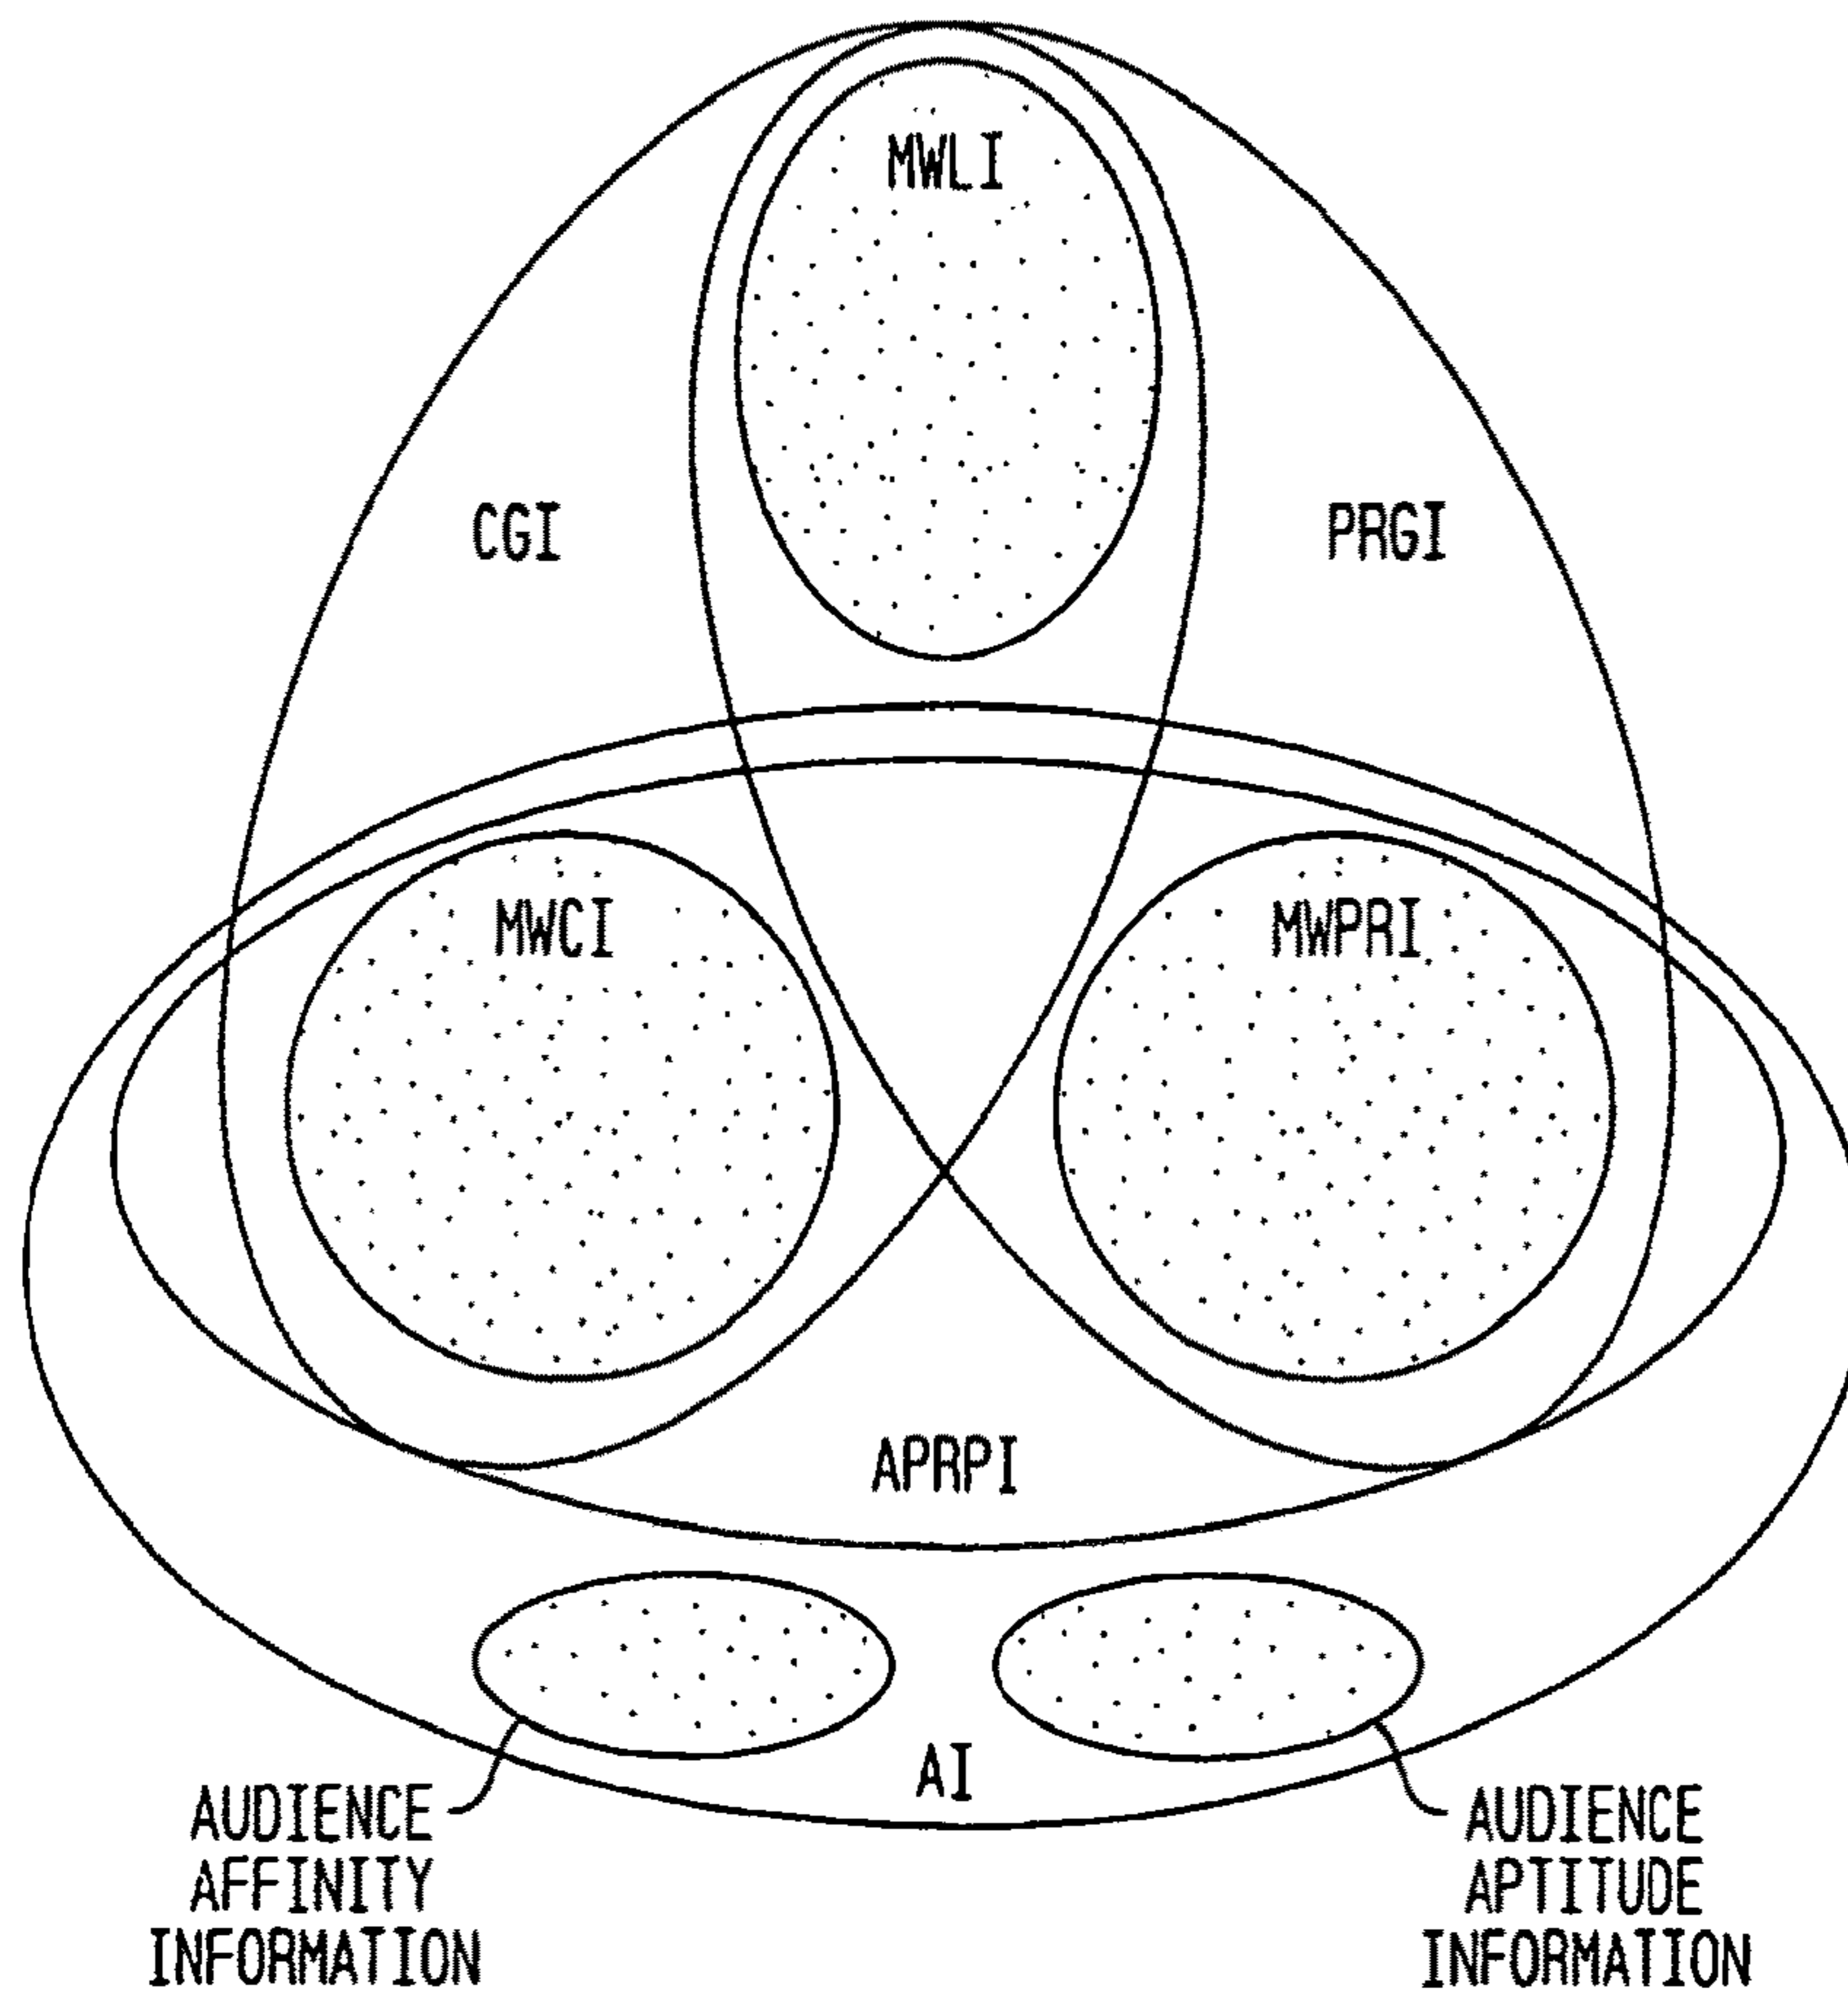 MWLI
CGI
PRGI
MWCI
MWPRI
APRPI
AI
AUDIENCE
AFFINITY
INFORMATION
AUDIENCE
APTITUDE
INFORMATION